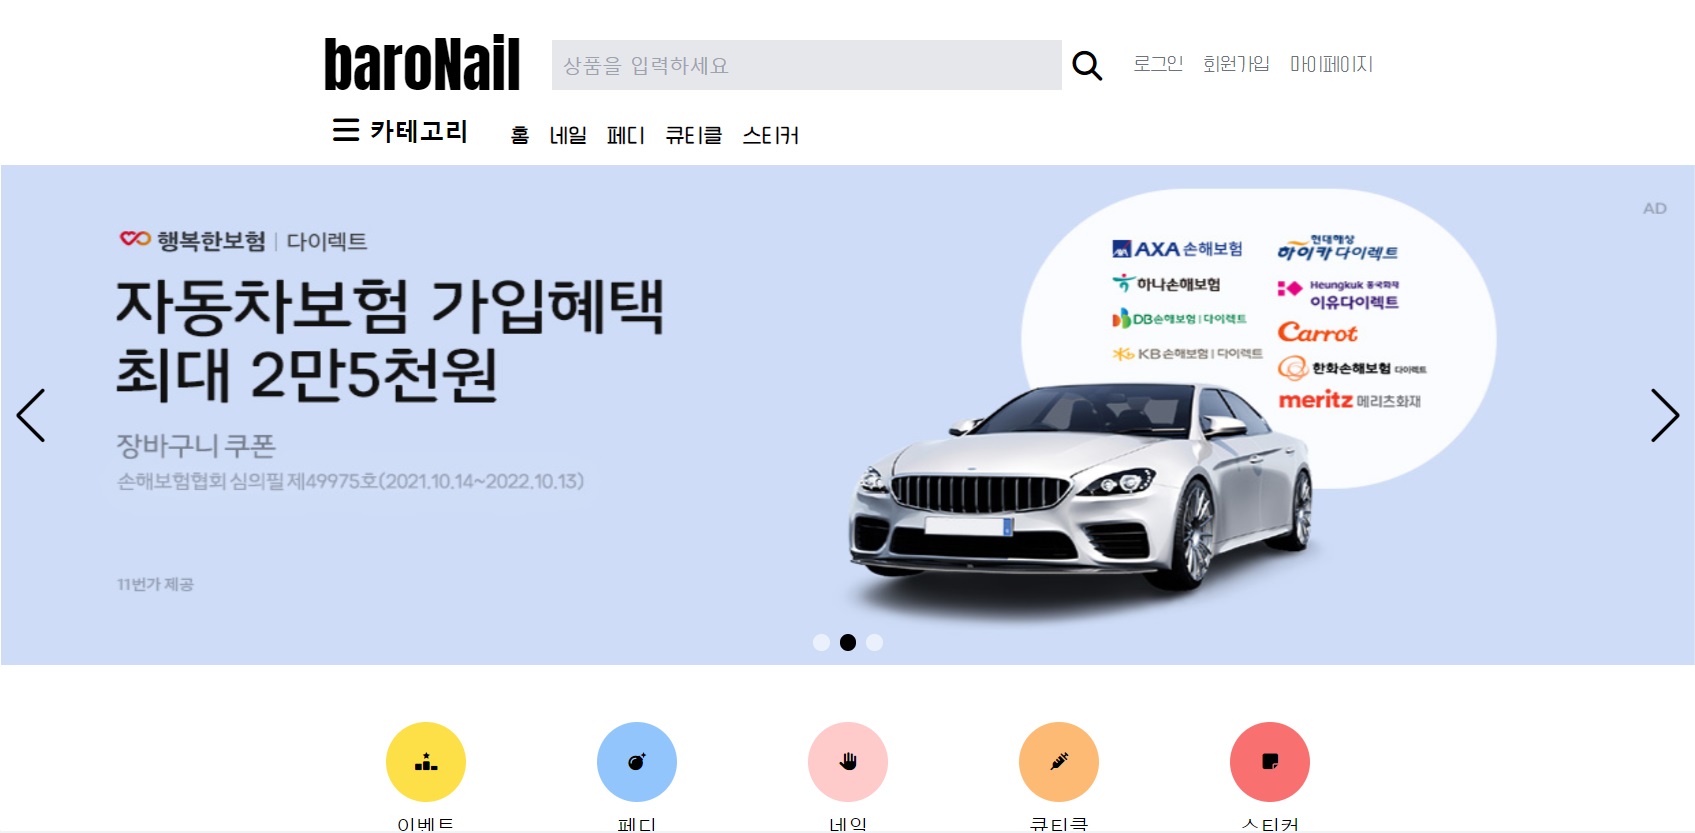 baroNail
상품을 입력하세요
로그인 회원가입 마이페이지
카테고리 홈 네일 페디 큐티클 스티커
AD
행복한보험 | 다이렉트
자동차보험 가입혜택
최대 2만5천원
장바구니 쿠폰
손해보험협회 심의필 제49975호(2021.10.14~2022.10.13)
11번가 제공
AXA 손해보험
하나손해보험
DB손해보험 | 다이렉트
KB손해보험 | 다이렉트
현대해상
하이카다이렉트
Heungkuk 흥국화재
이유다이렉트
Carrot
한화손해보험 다이렉트
meritz 메리츠화재
이벤트 페디 네일 큐티클 스티커